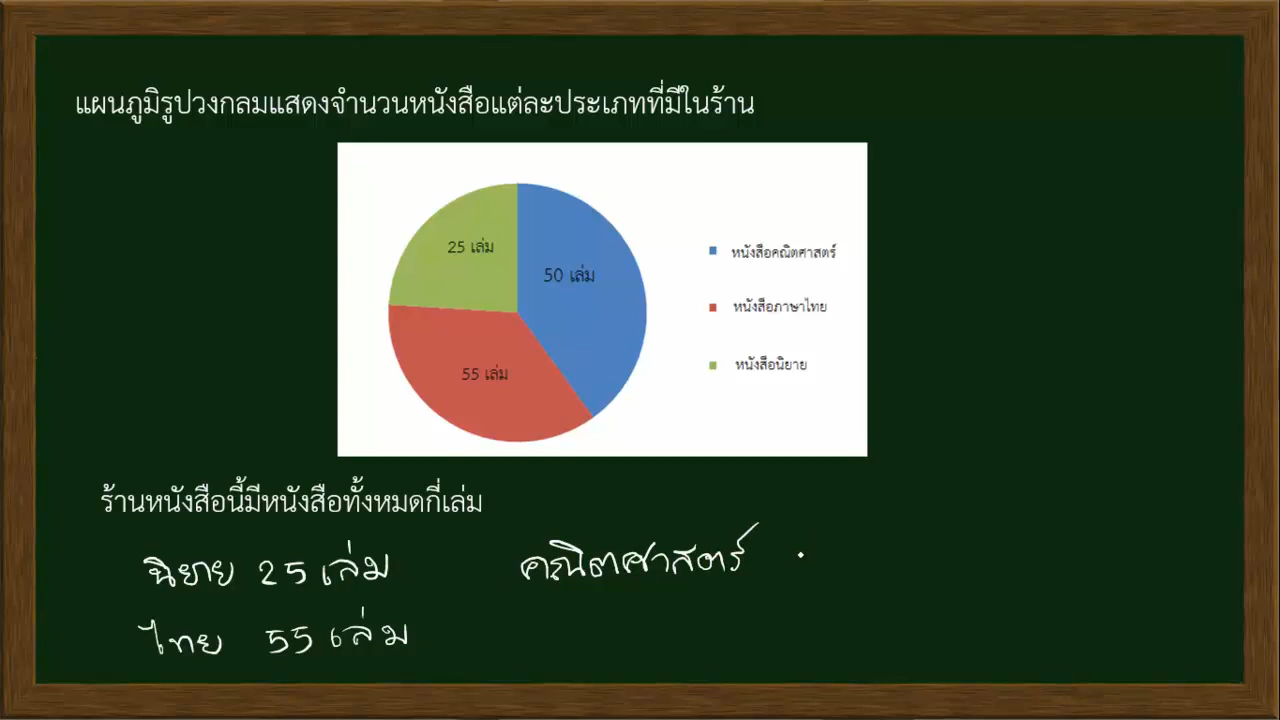 แผนภูมิรูปวงกลมแสดงจำนวนหนังสือแต่ละประเภทที่มีในร้าน
25 เล่ม
50 เล่ม
55 เล่ม
หนังสือคณิตศาสตร์
หนังสือภาษาไทย
หนังสือนิยาย
ร้านหนังสือนี้มีหนังสือทั้งหมดกี่เล่ม
นิยาย 25 เล่ม คณิตศาสตร์
ไทย 55 เล่ม